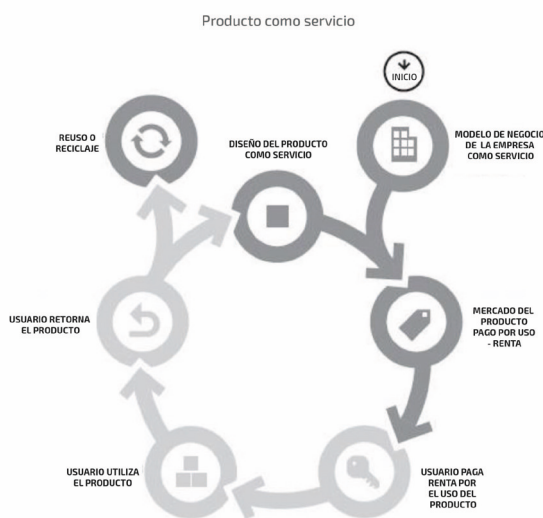 Producto como servicio
INICIO
REUSO O
RECICLAJE
DISEÑO DEL PRODUCTO
COMO SERVICIO
MODELO DE NEGOCIO
DE LA EMPRESA
COMO SERVICIO
USUARIO RETORNA
EL PRODUCTO
MERCADO DEL
PRODUCTO
PAGO POR USO
- RENTA
USUARIO UTILIZA
EL PRODUCTO
USUARIO PAGA
RENTA POR
EL USO DEL
PRODUCTO